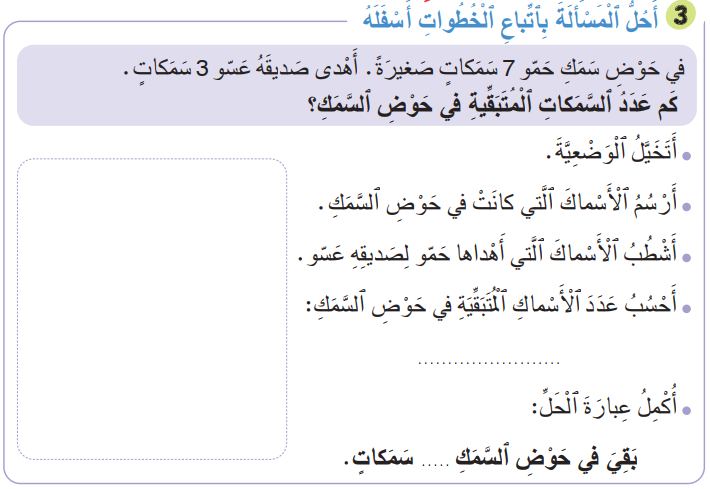 3 أَحُلُّ ٱلْمَسْأَلَةَ بِٱتِّباعِ ٱلْخُطُواتِ أَسْفَلَهُ
في حَوْضِ سَمَكِ حَمّو 7 سَمَكاتٍ صَغيرَةً. أَهْدى صَديقَهُ عَسّو 3 سَمَكاتٍ.
كَم عَدَدُ ٱلسَّمَكاتِ ٱلْمُتَبَقِّيةِ في حَوْضِ ٱلسَّمَكِ؟
• أَتَخَيَّلُ ٱلْوَضْعِيَّةَ.
• أَرْسُمُ ٱلْأَسْماكَ ٱلَّتي كانَتْ في حَوْضِ ٱلسَّمَكِ.
• أَشْطُبُ ٱلْأَسْماكَ ٱلَّتي أَهْداها حَمّو لِصَديقِهِ عَسّو.
• أَحْسُبُ عَدَدَ ٱلْأَسْماكِ ٱلْمُتَبَقِّيَةِ في حَوْضِ ٱلسَّمَكِ:
........................
• أُكْمِلُ عِبارَةَ ٱلْحَلِّ:
بَقِيَ في حَوْضِ ٱلسَّمَكِ ..... سَمَكاتٍ.